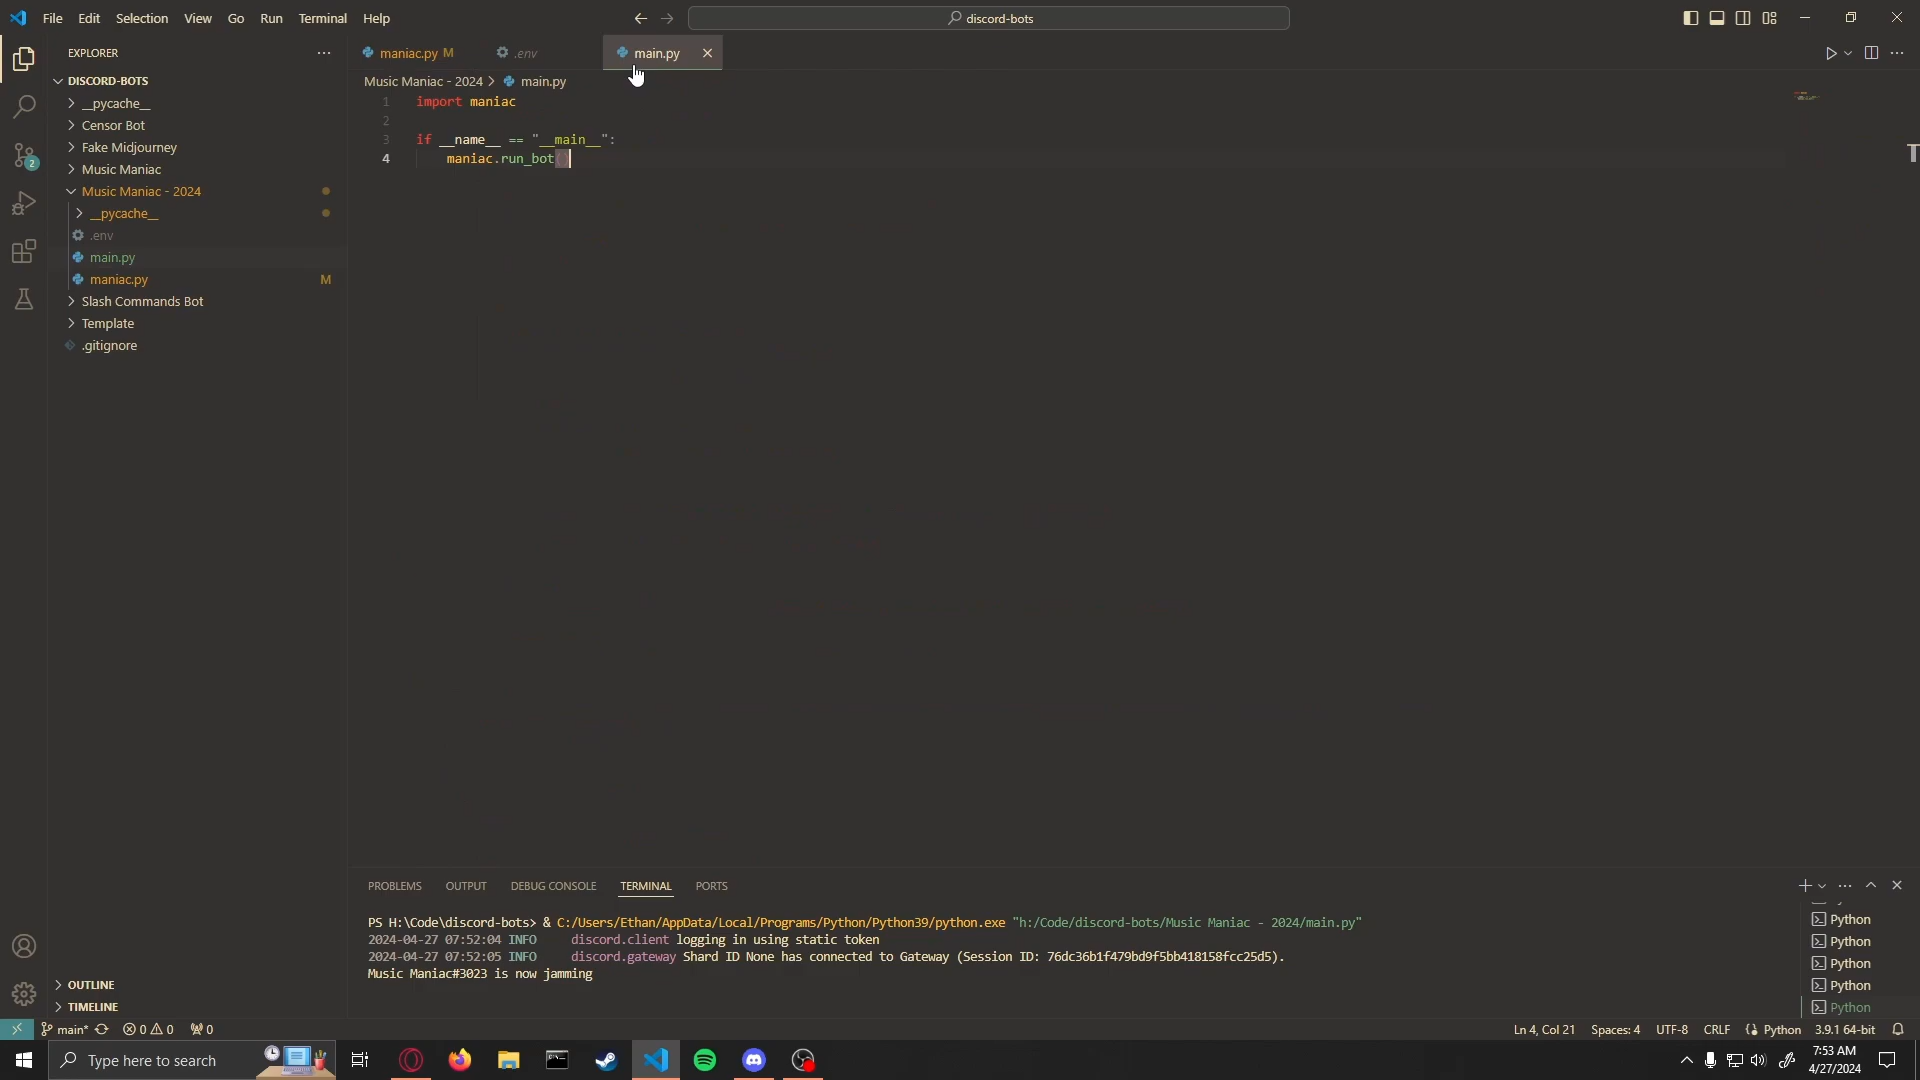 File Edit Selection View Go Run Terminal Help
discord-bots
EXPLORER
maniac.py M
.env
main.py
DISCORD-BOTS
Music Maniac - 2024 > main.py
__pycache__
Censor Bot
Fake Midjourney
Music Maniac
Music Maniac - 2024
__pycache__
.env
main.py
maniac.py M
Slash Commands Bot
Template
.gitignore
1 import maniac
2
3 if __name__ == "__main__":
4 maniac.run_bot()
PROBLEMS OUTPUT DEBUG CONSOLE TERMINAL PORTS
PS H:\Code\discord-bots> & C:/Users/Ethan/AppData/Local/Programs/Python/Python39/python.exe "h:/Code/discord-bots/Music Maniac - 2024/main.py"
2024-04-27 07:52:04 INFO discord.client logging in using static token
2024-04-27 07:52:05 INFO discord.gateway Shard ID None has connected to Gateway (Session ID: 76dc36b1f479bd9f5bb418158fcc25d5).
Music Maniac#3023 is now jamming
Python
Python
Python
Python
Python
OUTLINE
TIMELINE
main* 0 0 0
Ln 4, Col 21 Spaces: 4 UTF-8 CRLF Python 3.9.1 64-bit
2
Type here to search
7:53 AM
4/27/2024